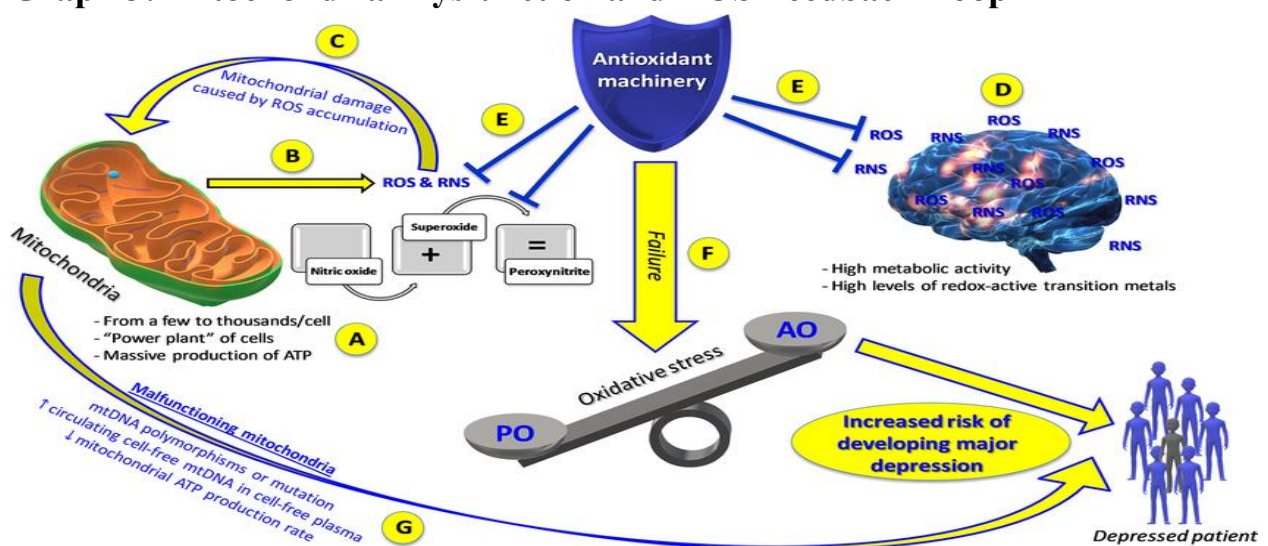 C
Mitochondrial damage
caused by ROS accumulation
Antioxidant
machinery
E
E
D
B
ROS & RNS
ROS
RNS
ROS
RNS
RNS
ROS
RNS
ROS
ROS
RNS
ROS
RNS
RNS
Mitochondria
Nitric oxide
+
Superoxide
=
Peroxynitrite
- From a few to thousands/cell
- "Power plant" of cells
- Massive production of ATP
A
Failure
F
- High metabolic activity
- High levels of redox-active transition metals
Oxidative stress
AO
PO
Increased risk of
developing major
depression
Malfunctioning mitochondria
mtDNA polymorphisms or mutation
↑ circulating cell-free mtDNA in cell-free plasma
↓ mitochondrial ATP production rate
G
Depressed patient